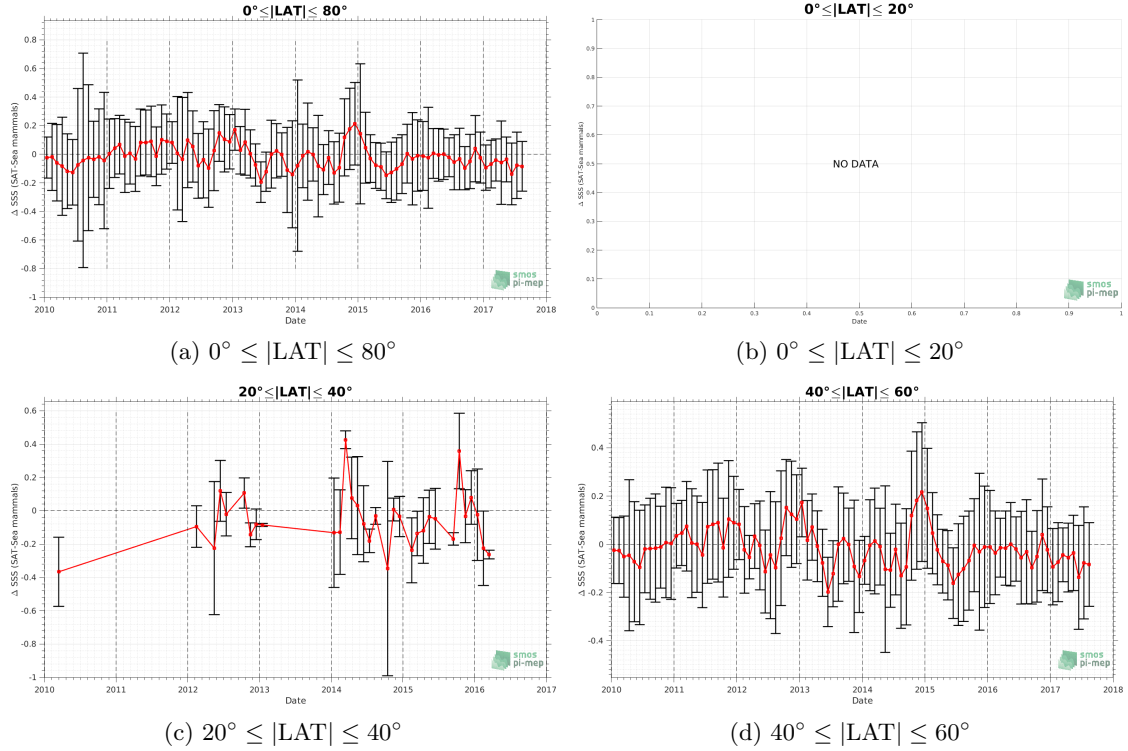 0°≤|LAT|≤ 80°
Δ SSS (SAT-Sea mammals)
0.8
0.6
0.4
0.2
0
-0.2
-0.4
-0.6
-0.8
-1
2010 2011 2012 2013 2014 2015 2016 2017 2018
Date
smos
pi-mep
(a) 0° ≤ |LAT| ≤ 80°
0°≤|LAT|≤ 20°
Δ SSS (SAT-Sea mammals)
1
0.9
0.8
0.7
0.6
0.5
0.4
0.3
0.2
0.1
0
NO DATA
0 0.1 0.2 0.3 0.4 0.5 0.6 0.7 0.8 0.9 1
Date
smos
pi-mep
(b) 0° ≤ |LAT| ≤ 20°
20°≤|LAT|≤ 40°
Δ SSS (SAT-Sea mammals)
0.6
0.4
0.2
0
-0.2
-0.4
-0.6
-0.8
-1
2010 2011 2012 2013 2014 2015 2016 2017
Date
smos
pi-mep
(c) 20° ≤ |LAT| ≤ 40°
40°≤|LAT|≤ 60°
Δ SSS (SAT-Sea mammals)
0.4
0.2
0
-0.2
-0.4
2010 2011 2012 2013 2014 2015 2016 2017 2018
Date
smos
pi-mep
(d) 40° ≤ |LAT| ≤ 60°